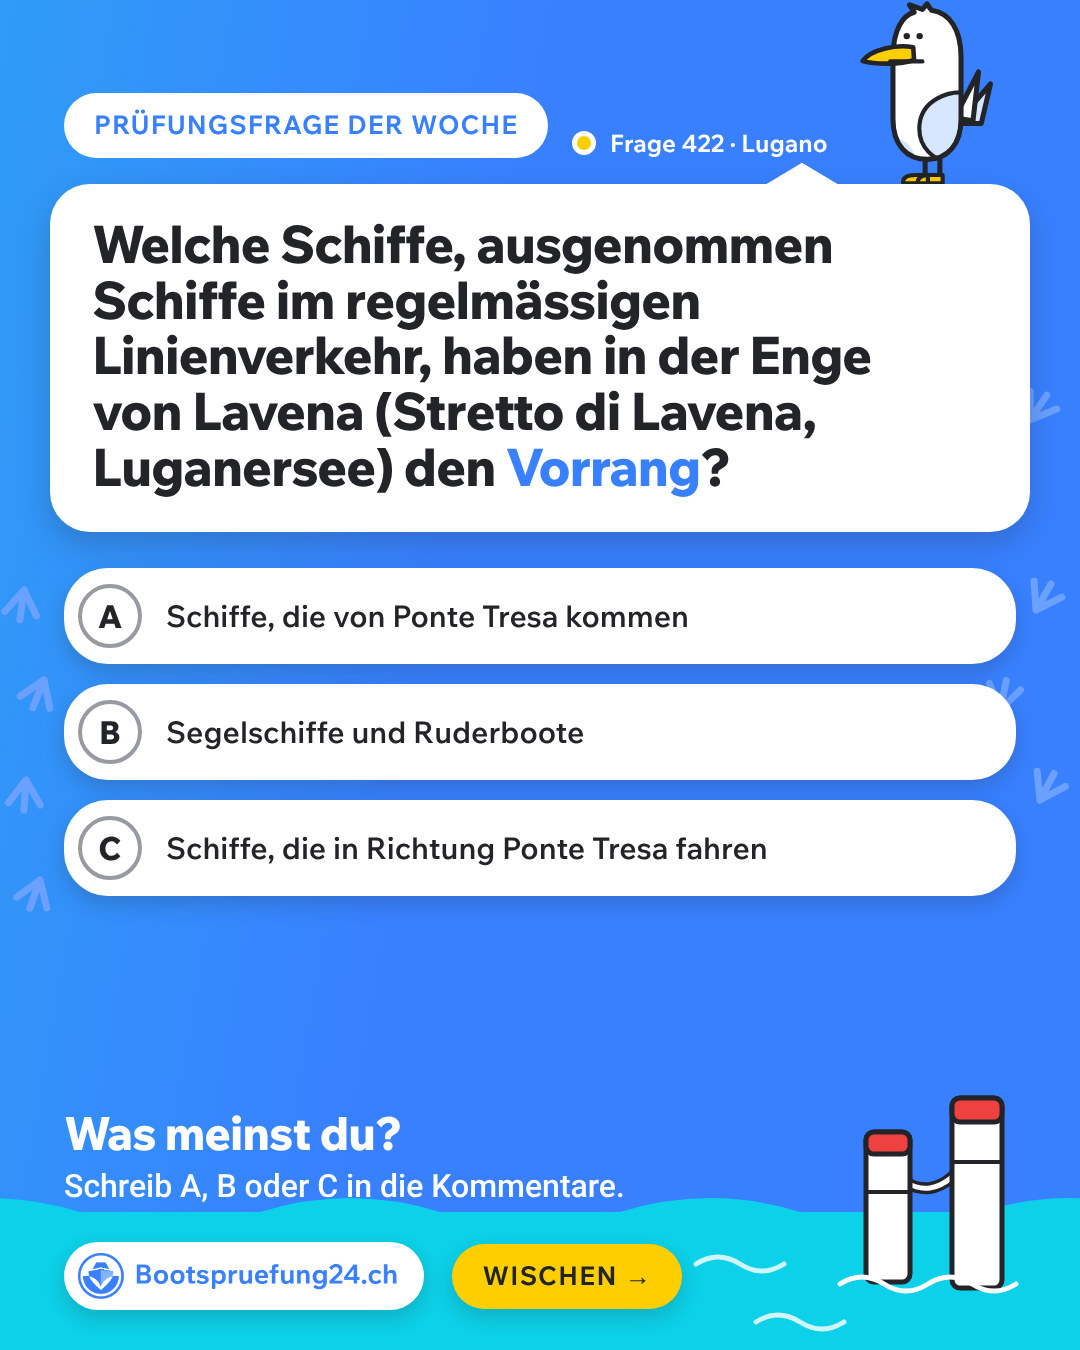 PRÜFUNGSFRAGE DER WOCHE
Frage 422 · Lugano
Welche Schiffe, ausgenommen
Schiffe im regelmässigen
Linienverkehr, haben in der Enge
von Lavena (Stretto di Lavena,
Luganersee) den Vorrang?
A Schiffe, die von Ponte Tresa kommen
B Segelschiffe und Ruderboote
C Schiffe, die in Richtung Ponte Tresa fahren
Was meinst du?
Schreib A, B oder C in die Kommentare.
Bootspruefung24.ch
WISCHEN →